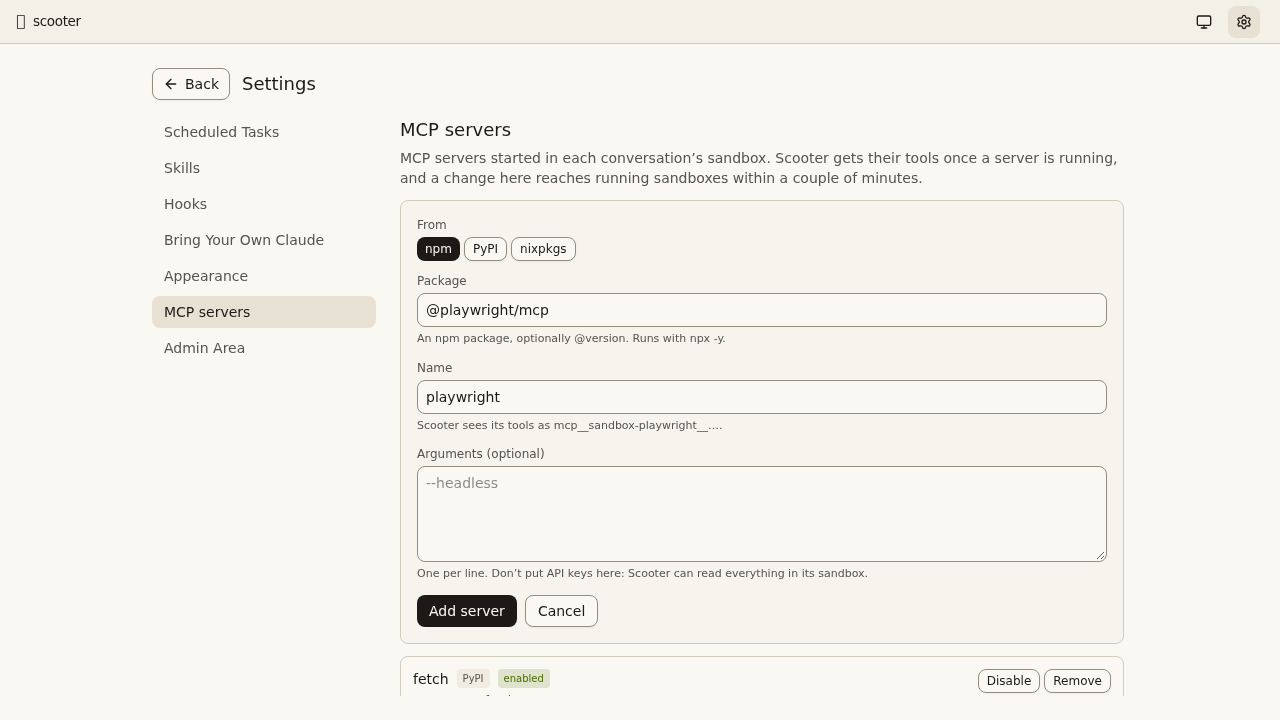 scooter
Back
Settings
Scheduled Tasks
Skills
Hooks
Bring Your Own Claude
Appearance
MCP servers
Admin Area
MCP servers
MCP servers started in each conversation’s sandbox. Scooter gets their tools once a server is running,
and a change here reaches running sandboxes within a couple of minutes.
From
npm PyPI nixpkgs
Package
@playwright/mcp
An npm package, optionally @version. Runs with npx -y.
Name
playwright
Scooter sees its tools as mcp__sandbox-playwright__….
Arguments (optional)
--headless
One per line. Don’t put API keys here: Scooter can read everything in its sandbox.
Add server Cancel
fetch PyPI enabled Disable Remove